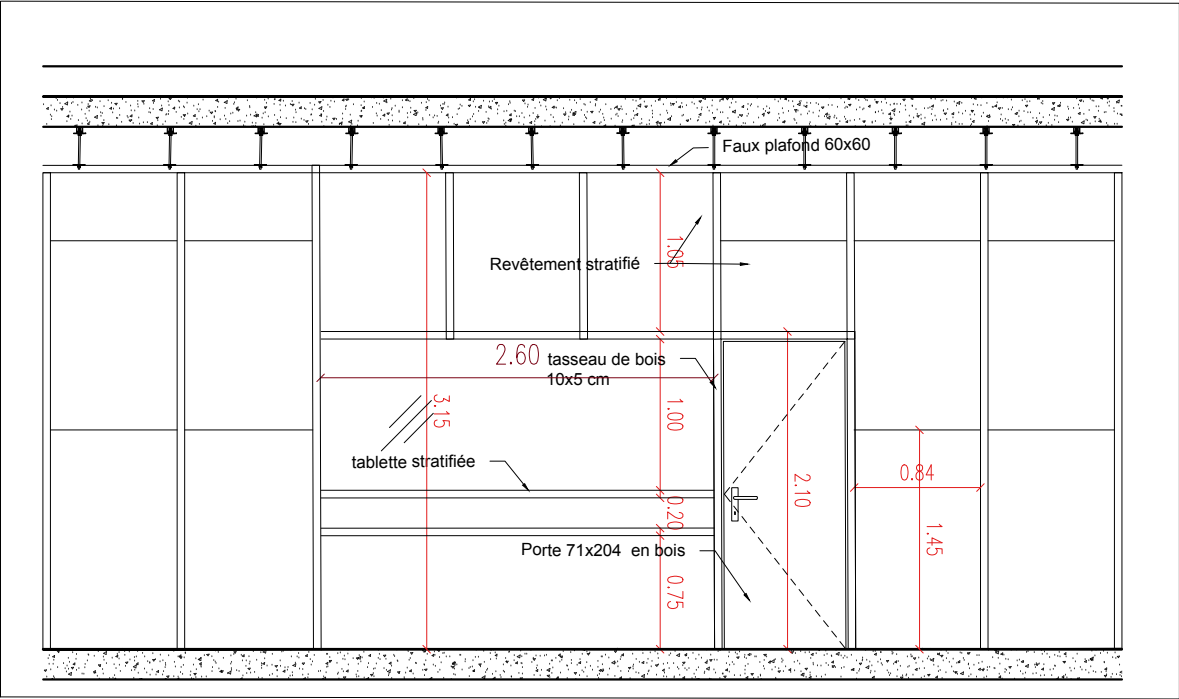 Faux plafond 60x60
1.05
Revêtement stratifié
2.60
tasseau de bois
10x5 cm
3.15
1.00
tablette stratifiée
0.84
2.10
0.20
1.45
Porte 71x204 en bois
0.75